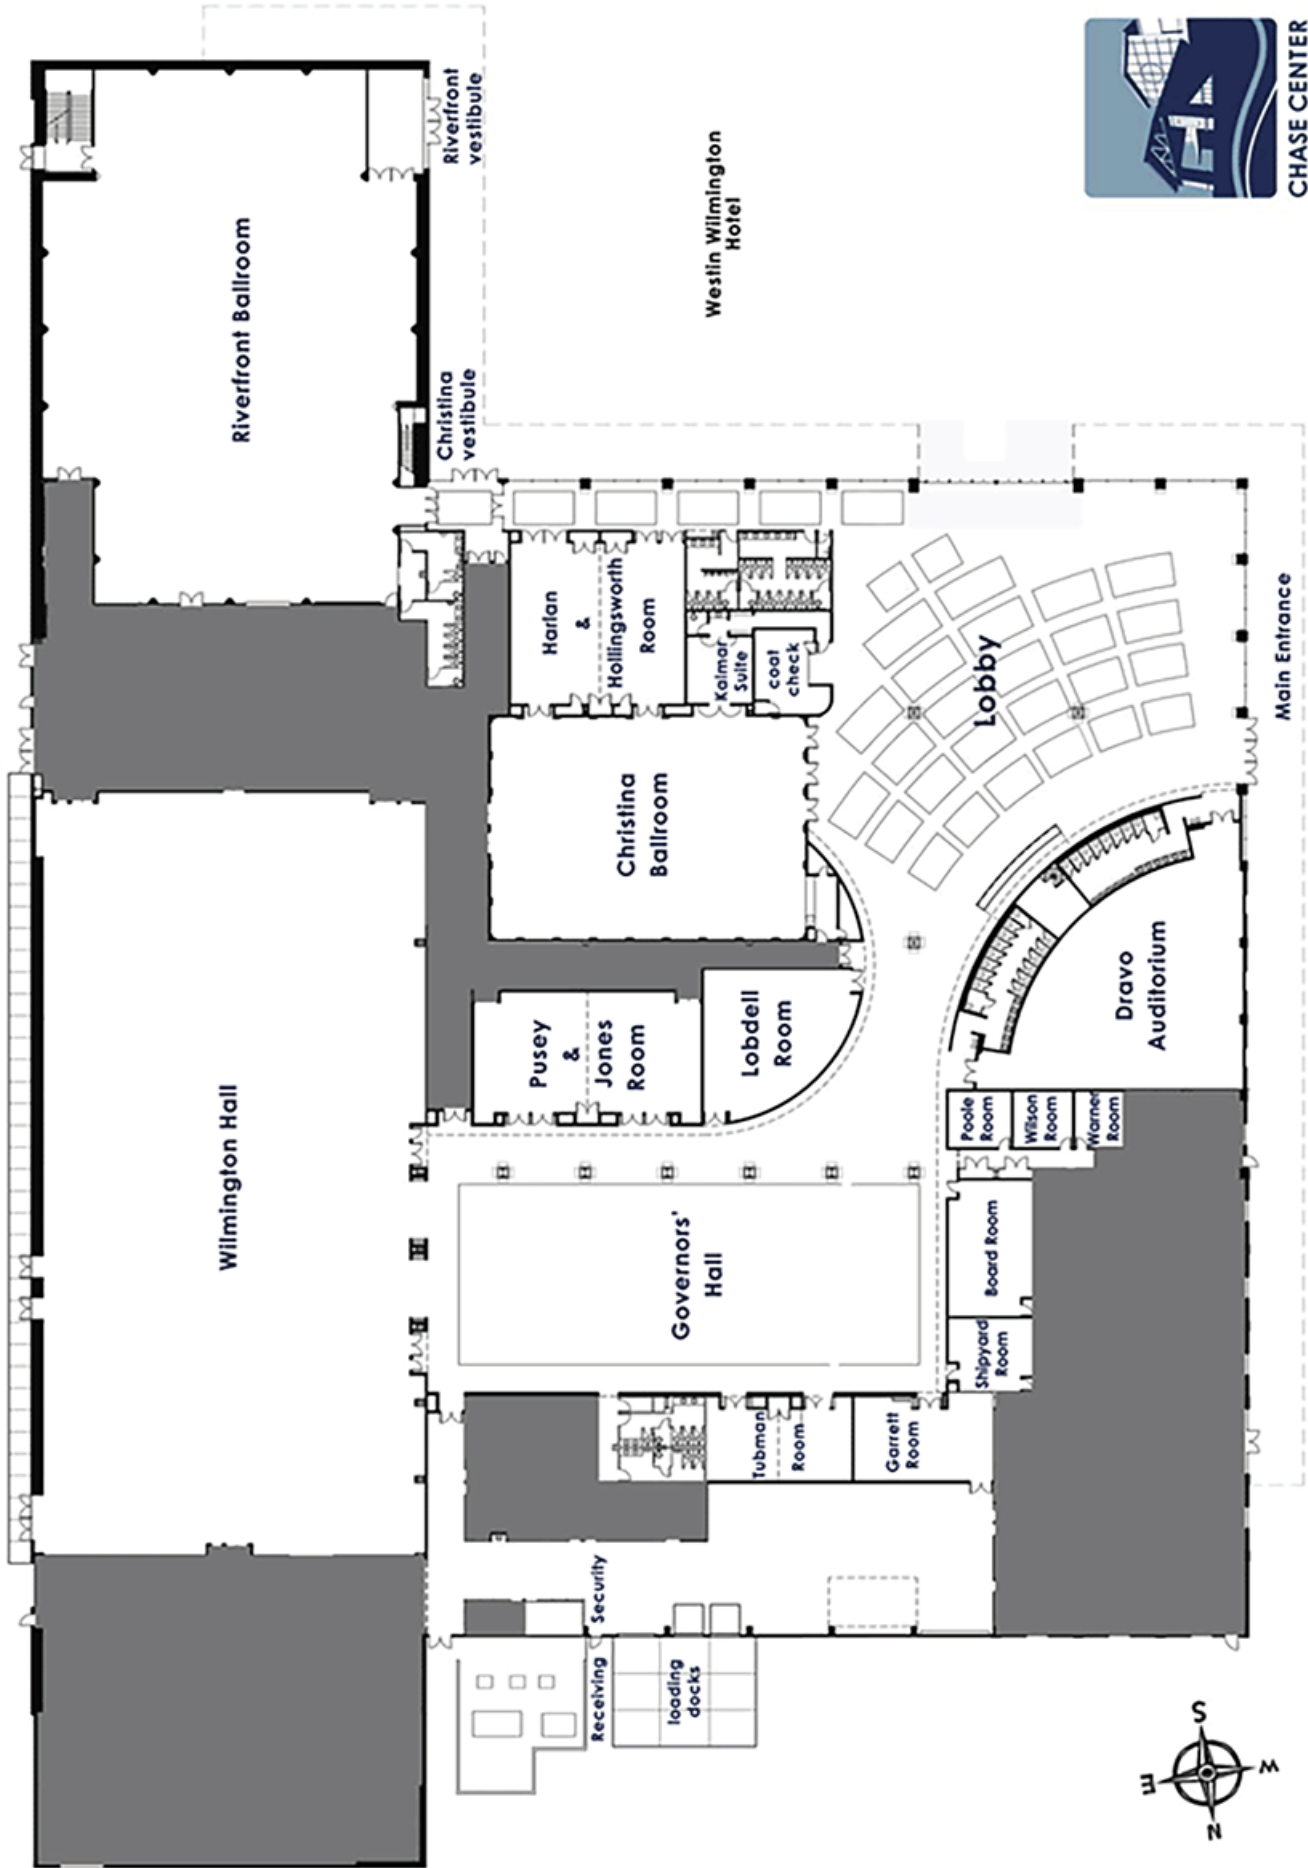 CHASE CENTER
Riverfront
vestibule
Riverfront Ballroom
Westin Wilmington
Hotel
Christina
vestibule
Harlan
&
Hollingsworth
Room
Kalmar
Suite
coat
check
Lobby
Main Entrance
Christina
Ballroom
Dravo
Auditorium
Pusey
&
Jones
Room
Lobdell
Room
Wilmington Hall
Poole
Room
Wilson
Room
Warner
Room
Governors'
Hall
Board Room
Shipyard
Room
Tubman
Room
Garrett
Room
Security
Receiving
loading
docks
S
E
W
N